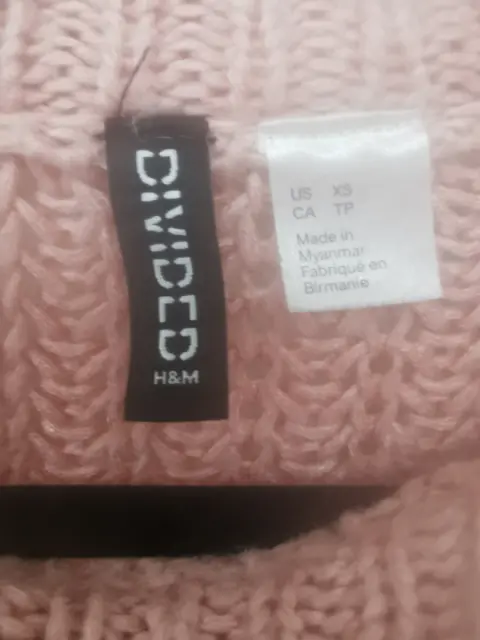 DIVIDED
H&M
US XS
CA TP
Made in
Myanmar
Fabriqué en
Birmanie